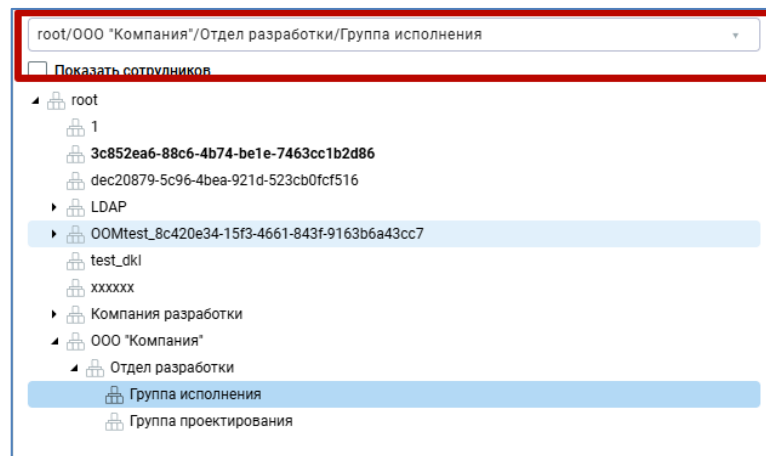 root/ООО "Компания"/Отдел разработки/Группа исполнения
Показать сотрудников
root
1
3c852ea6-88c6-4b74-be1e-7463cc1b2d86
dec20879-5c96-4bea-921d-523cb0fcf516
LDAP
OOMtest_8c420e34-15f3-4661-843f-9163b6a43cc7
test_dkl
xxxxxx
Компания разработки
ООО "Компания"
Отдел разработки
Группа исполнения
Группа проектирования